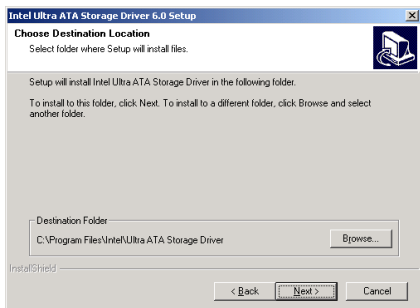 Intel Ultra ATA Storage Driver 6.0 Setup
Choose Destination Location
Select folder where Setup will install files.
Setup will install Intel Ultra ATA Storage Driver in the following folder.
To install to this folder, click Next. To install to a different folder, click Browse and select
another folder.
Destination Folder
C:\Program Files\Intel\Ultra ATA Storage Driver
Browse...
InstallShield
< Back
Next >
Cancel